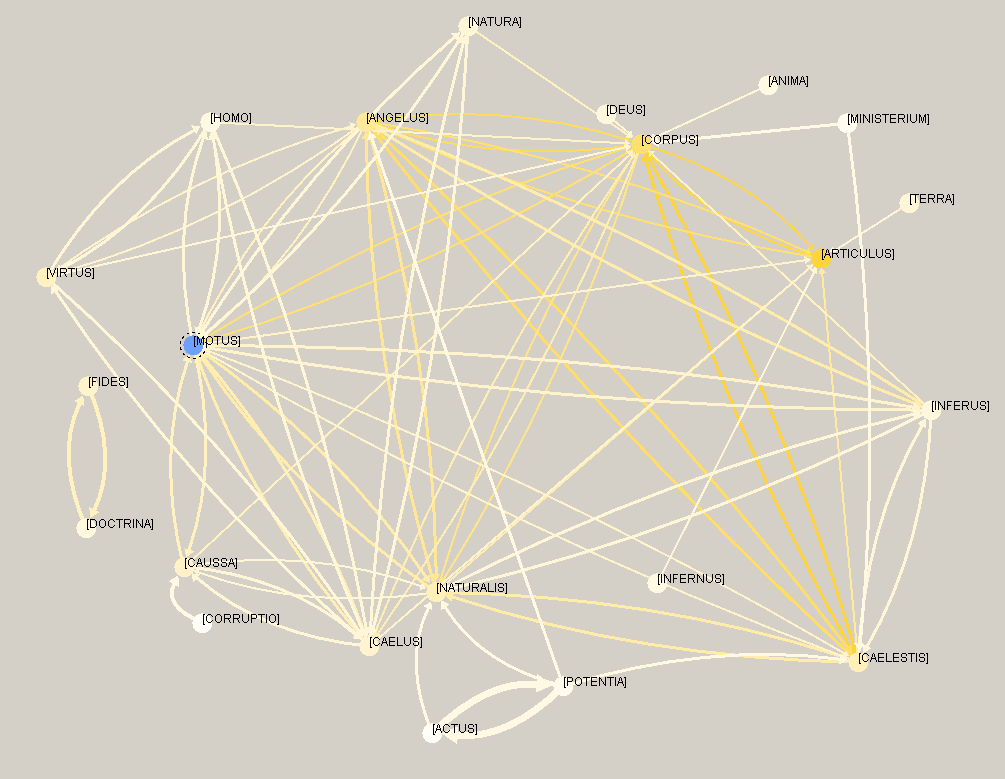 [NATURA]
[ANIMA]
[DEUS]
[HOMO]
[ANGELUS]
[MINISTERIUM]
[CORPUS]
[TERRA]
[ARTICULUS]
[VIRTUS]
[MOTUS]
[FIDES]
[INFERUS]
[DOCTRINA]
[CAUSSA]
[INFERNUS]
[NATURALIS]
[CORRUPTIO]
[CAELUS]
[CAELESTIS]
[POTENTIA]
[ACTUS]